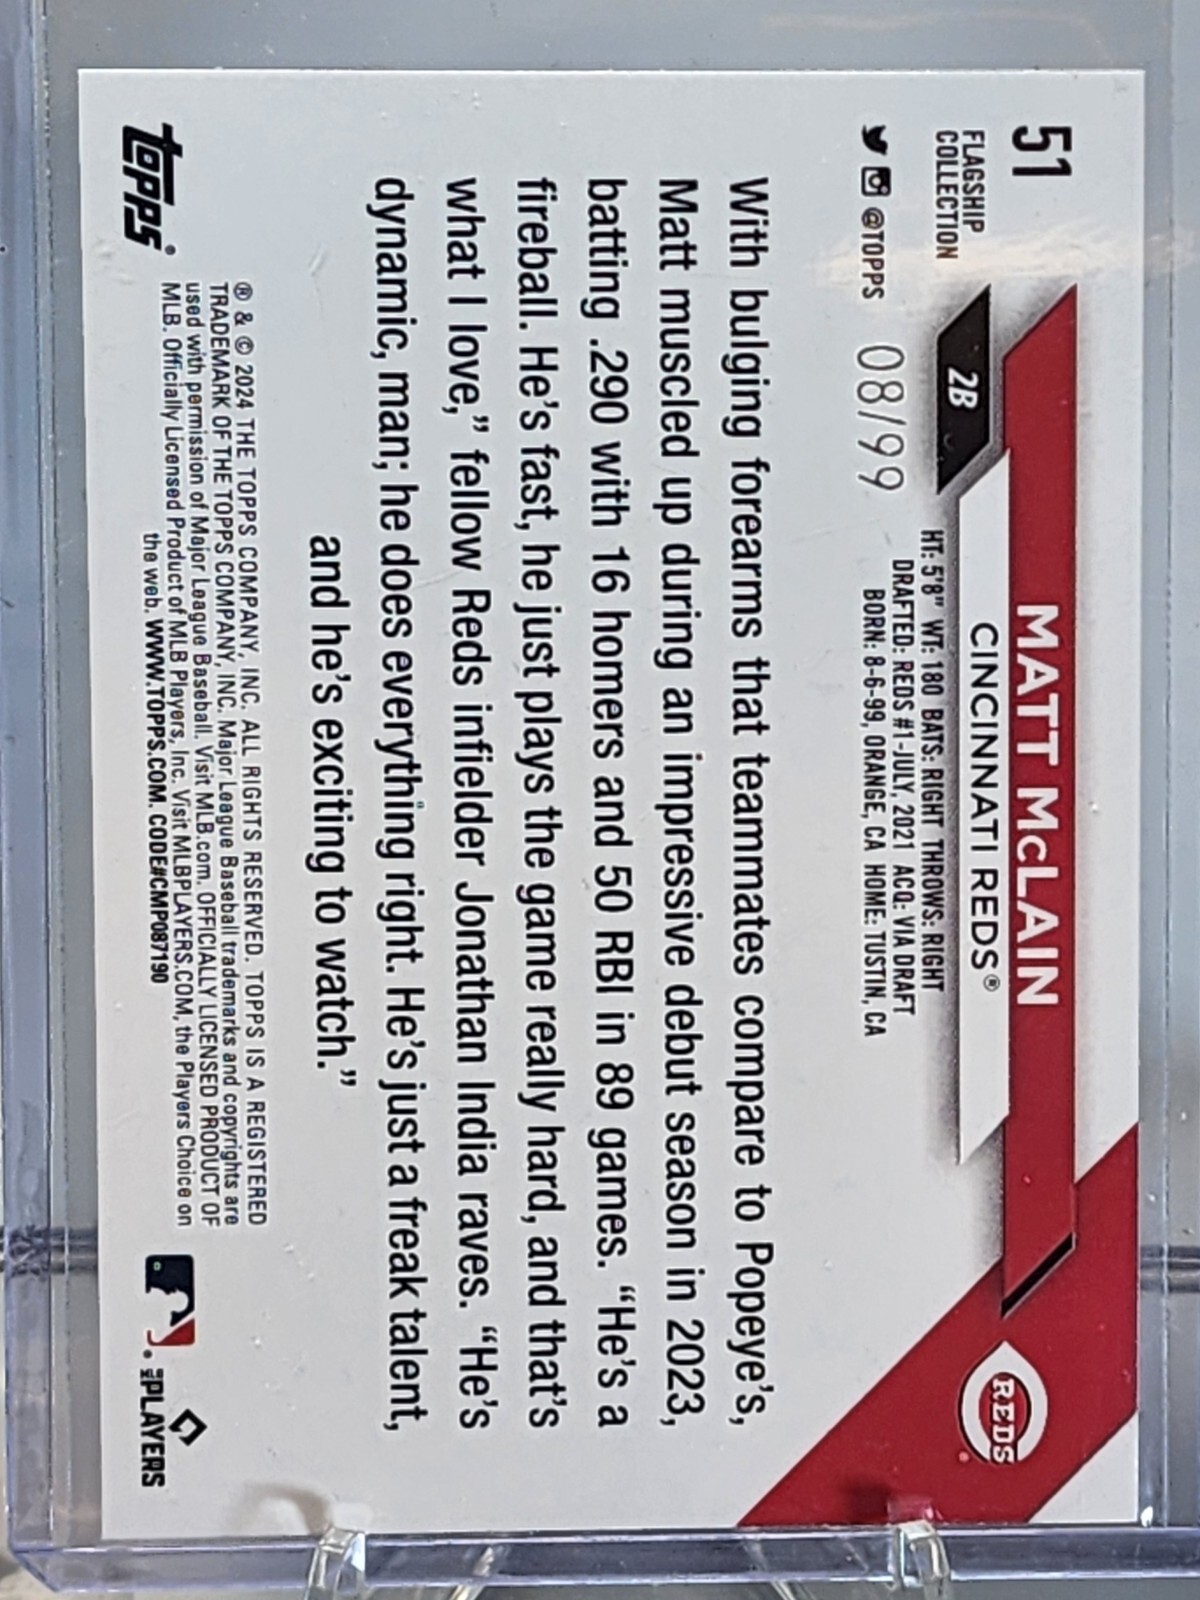 51
MATT McLAIN
FLAGSHIP
COLLECTION
2B
CINCINNATI REDS®
REDS
@TOPPS
08/99
HT: 5'8" WT: 180 BATS: RIGHT THROWS: RIGHT
DRAFTED: REDS #1-JULY, 2021 ACQ: VIA DRAFT
BORN: 8-6-99, ORANGE, CA HOME: TUSTIN, CA
With bulging forearms that teammates compare to Popeye's,
Matt muscled up during an impressive debut season in 2023,
batting .290 with 16 homers and 50 RBI in 89 games. “He's a
fireball. He's fast, he just plays the game really hard, and that's
what I love,” fellow Reds infielder Jonathan India raves. “He's
dynamic, man; he does everything right. He's just a freak talent,
and he's exciting to watch.”
topps®
® & © 2024 THE TOPPS COMPANY, INC. ALL RIGHTS RESERVED. TOPPS IS A REGISTERED
TRADEMARK OF THE TOPPS COMPANY, INC. Major League Baseball trademarks and copyrights are
used with permission of Major League Baseball. Visit MLB.com. OFFICIALLY LICENSED PRODUCT OF
MLB. Officially Licensed Product of MLB Players, Inc. Visit MLBPLAYERS.COM, the Players Choice on
the web. WWW.TOPPS.COM. CODE#CMP087190
MLB PLAYERS